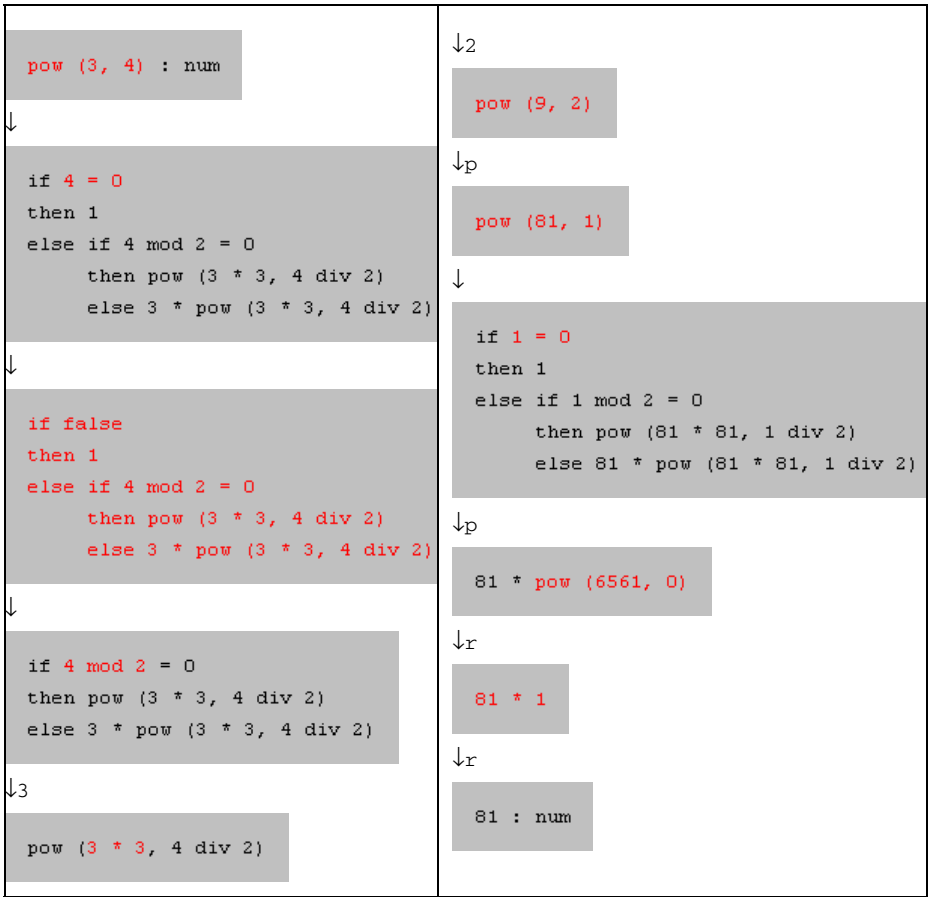 pow (3, 4) : num
↓
if 4 = 0
then 1
else if 4 mod 2 = 0
then pow (3 * 3, 4 div 2)
else 3 * pow (3 * 3, 4 div 2)
↓
if false
then 1
else if 4 mod 2 = 0
then pow (3 * 3, 4 div 2)
else 3 * pow (3 * 3, 4 div 2)
↓
if 4 mod 2 = 0
then pow (3 * 3, 4 div 2)
else 3 * pow (3 * 3, 4 div 2)
↓3
pow (3 * 3, 4 div 2)
↓2
pow (9, 2)
↓p
pow (81, 1)
↓
if 1 = 0
then 1
else if 1 mod 2 = 0
then pow (81 * 81, 1 div 2)
else 81 * pow (81 * 81, 1 div 2)
↓p
81 * pow (6561, 0)
↓r
81 * 1
↓r
81 : num